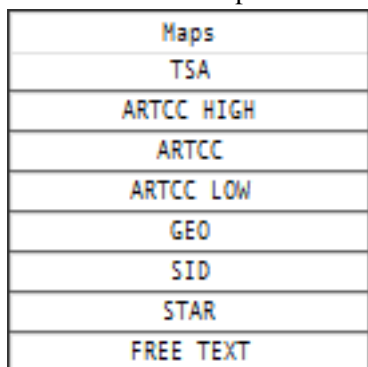 Maps
TSA
ARTCC HIGH
ARTCC
ARTCC LOW
GEO
SID
STAR
FREE TEXT